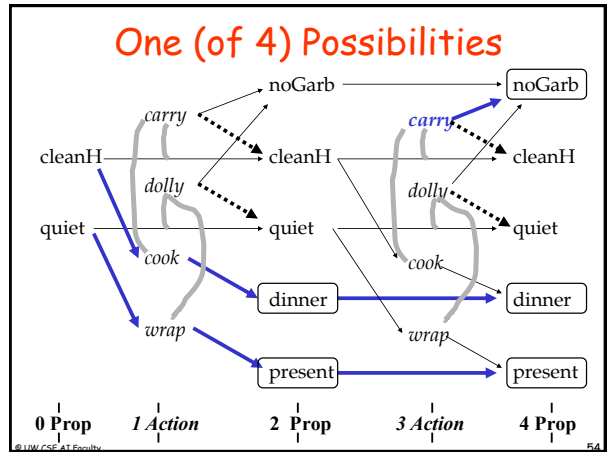 One (of 4) Possibilities
noGarb noGarb
carry carry
cleanH cleanH cleanH
dolly dolly
quiet quiet quiet
cook cook
dinner dinner
wrap wrap
present present
0 Prop 1 Action 2 Prop 3 Action 4 Prop
© UW CSE AI Faculty 54